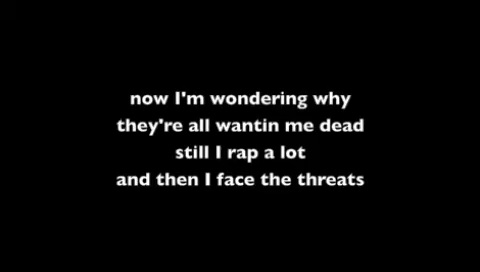 now I'm wondering why
they're all wantin me dead
still I rap a lot
and then I face the threats